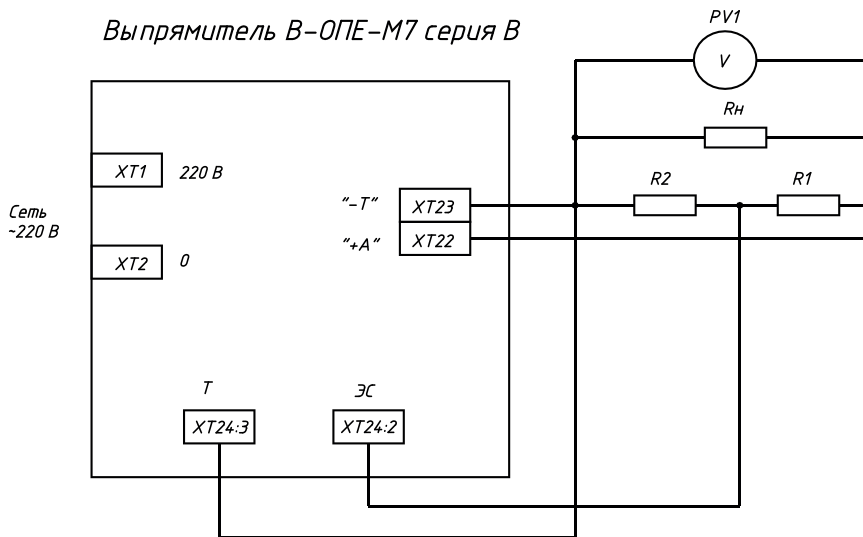 Выпрямитель В-ОПЕ-М7 серия В
PV1
V
Rн
R2
R1
XT1
220 В
"-Т"
XT23
Сеть
~220 В
"+А"
XT22
XT2
0
Т
ЭС
XT24:3
XT24:2